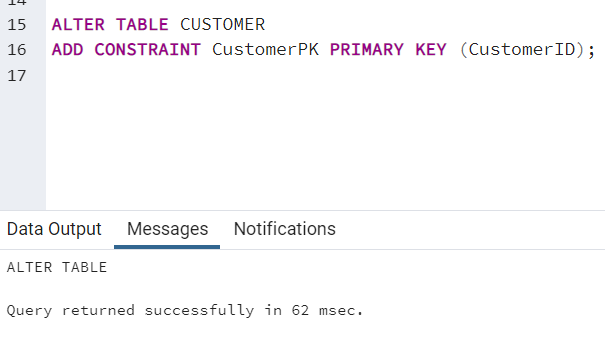 14
15 ALTER TABLE CUSTOMER
16 ADD CONSTRAINT CustomerPK PRIMARY KEY (CustomerID);
17
Data Output Messages Notifications
ALTER TABLE
Query returned successfully in 62 msec.